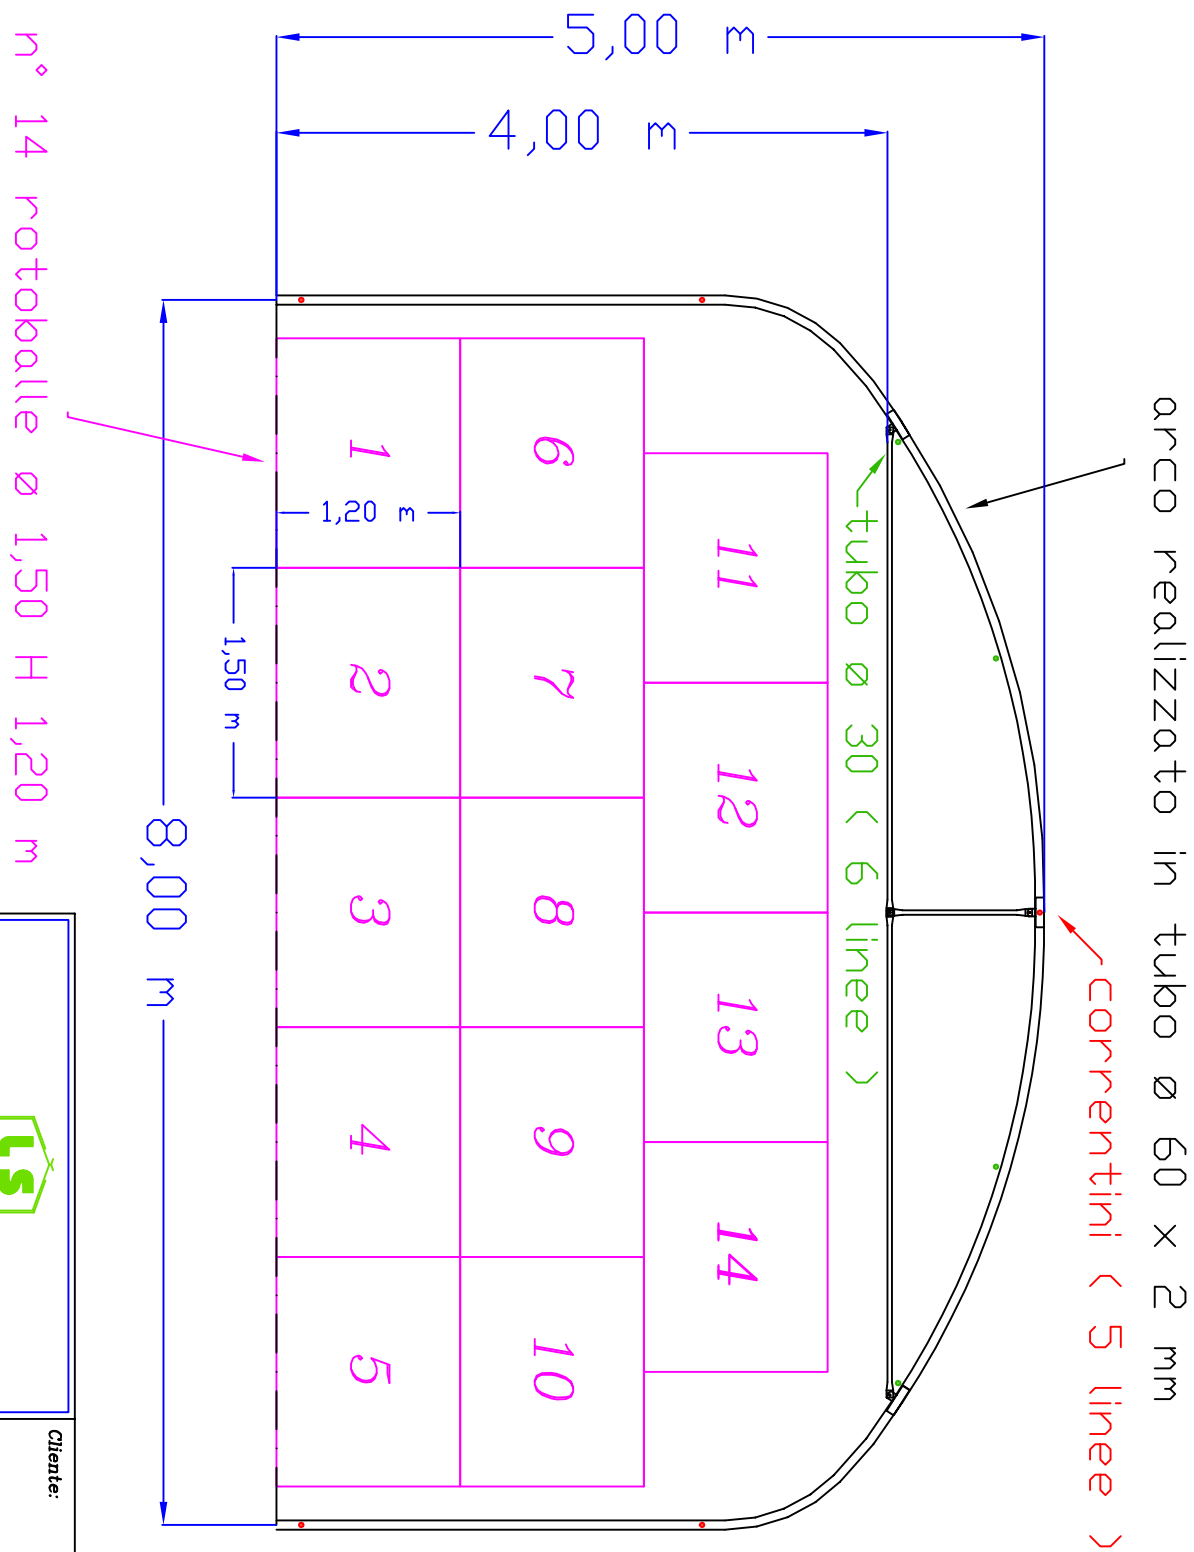 arco realizzato in tubo ø 60 x 2 mm
correntini ( 5 linee )
5,00 m
4,00 m
tubo ø 30 ( 6 linee )
11
12
13
14
6
7
8
9
10
1
2
3
4
5
1,20 m
1,50 m
8,00 m
n° 14 rotoballe ø 1,50 H 1,20 m
Cliente: